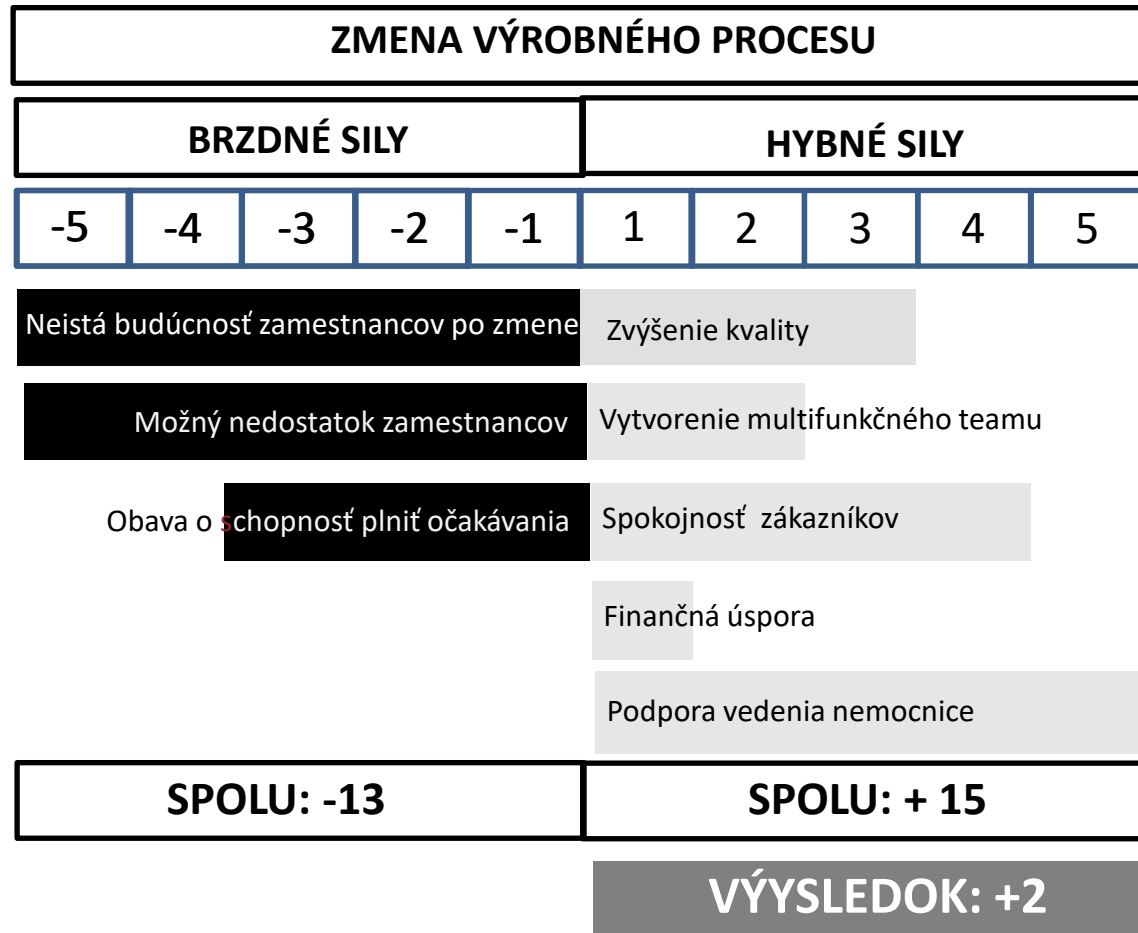 ZMENA VÝROBNÉHO PROCESU
BRZDNÉ SILY HYBNÉ SILY
-5 -4 -3 -2 -1 1 2 3 4 5
Neistá budúcnosť zamestnancov po zmene Zvýšenie kvality
Možný nedostatok zamestnancov Vytvorenie multifunkčného teamu
Obava o schopnosť plniť očakávania Spokojnosť zákazníkov
Finančná úspora
Podpora vedenia nemocnice
SPOLU: -13 SPOLU: + 15
VÝYSLEDOK: +2